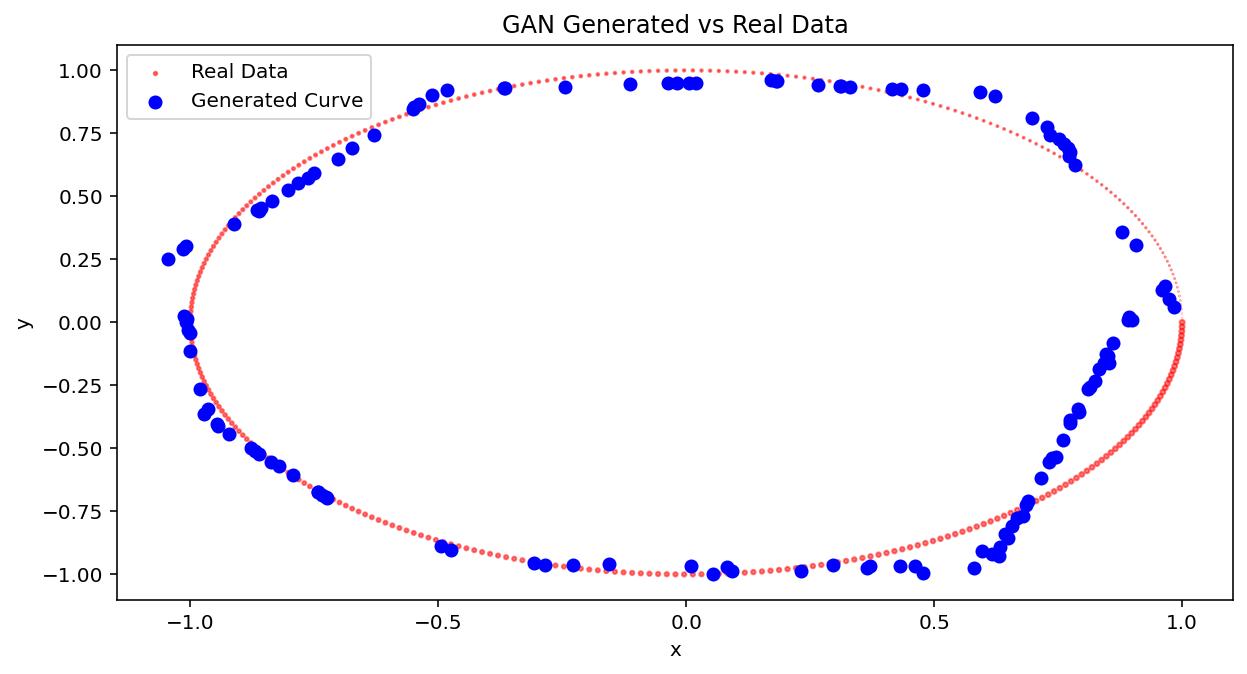 GAN Generated vs Real Data
Real Data
Generated Curve
1.00
0.75
0.50
0.25
0.00
−0.25
−0.50
−0.75
−1.00
y
−1.0 −0.5 0.0 0.5 1.0
x